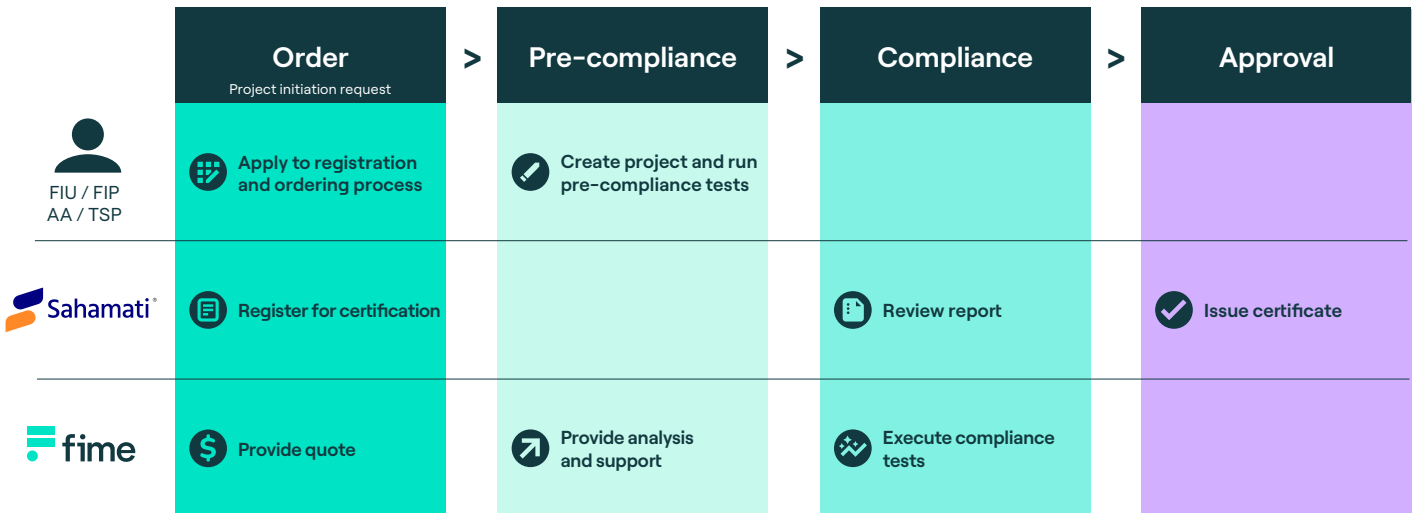 Order
Project initiation request
>
Pre-compliance
>
Compliance
>
Approval
FIU / FIP
AA / TSP
Apply to registration
and ordering process
Create project and run
pre-compliance tests
Sahamati®
Register for certification
Review report
Issue certificate
fime
$
Provide quote
Provide analysis
and support
Execute compliance
tests